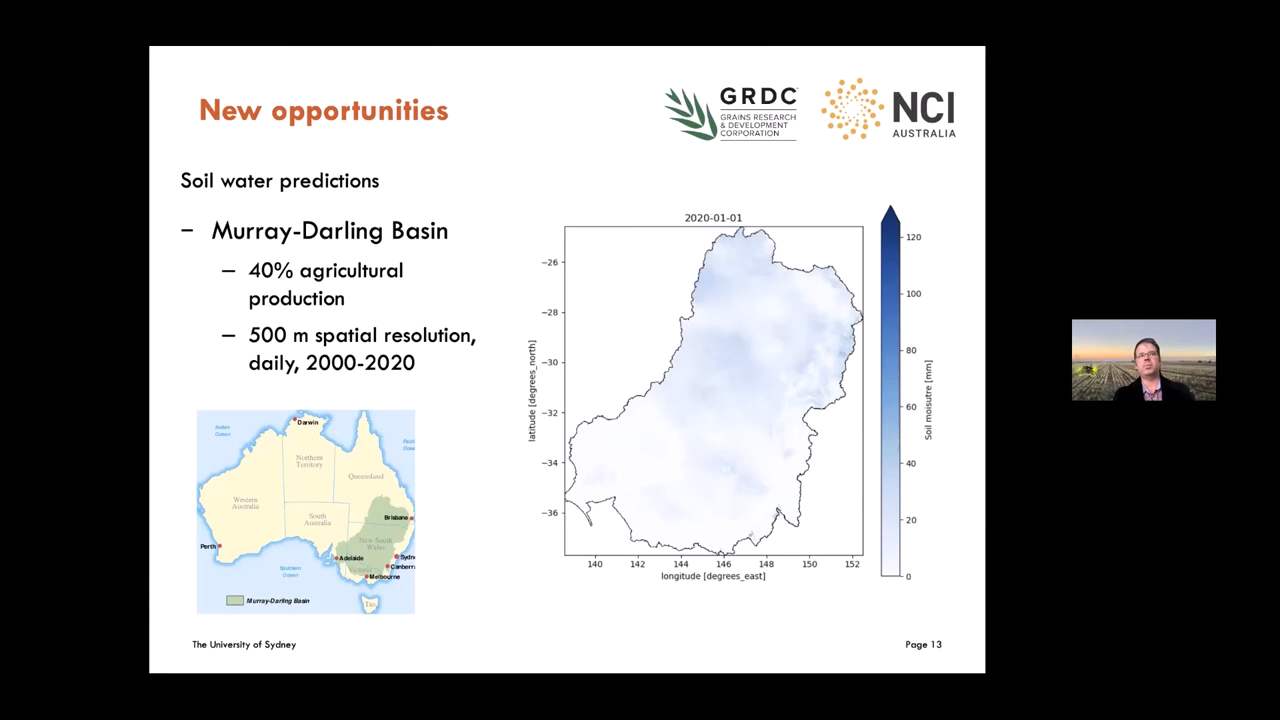 New opportunities
GRDC
GRAINS RESEARCH
& DEVELOPMENT
CORPORATION
NCI
AUSTRALIA
Soil water predictions
– Murray-Darling Basin
– 40% agricultural
production
– 500 m spatial resolution,
daily, 2000-2020
2020-01-01
−26
−28
−30
−32
−34
−36
latitude [degrees_north]
140 142 144 146 148 150 152
longitude [degrees_east]
120
100
80
60
40
20
0
Soil moisutre [mm]
Darwin
Indian
Ocean
Northern
Territory
Queensland
Western
Australia
South
Australia
Brisbane
New South
Wales
Perth
Adelaide
Sydn
Canberr
Southern
Ocean
Victoria
Melbourne
Tas.
Murray-Darling Basin
The University of Sydney
Page 13